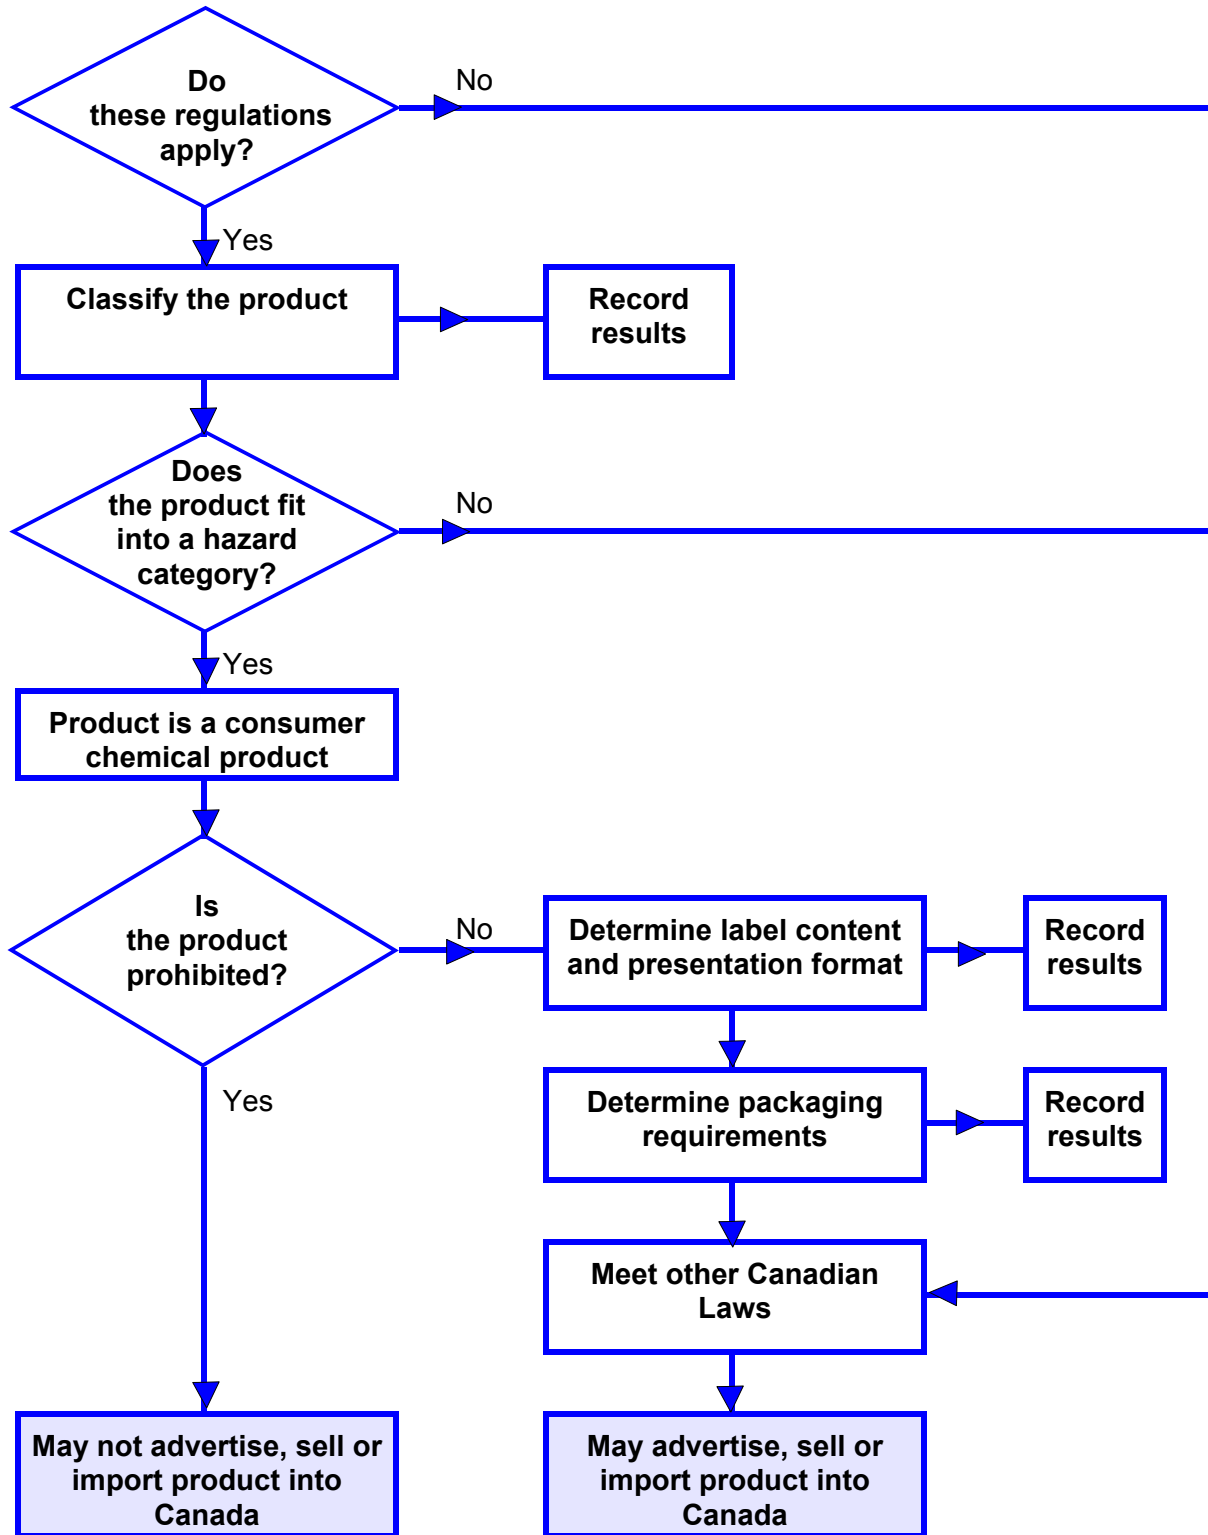 Do
these regulations
apply?
No
Yes
Classify the product
Record
results
Does
the product fit
into a hazard
category?
No
Yes
Product is a consumer
chemical product
Is
the product
prohibited?
No
Determine label content
and presentation format
Record
results
Yes
Determine packaging
requirements
Record
results
Meet other Canadian
Laws
May not advertise, sell or
import product into
Canada
May advertise, sell or
import product into
Canada